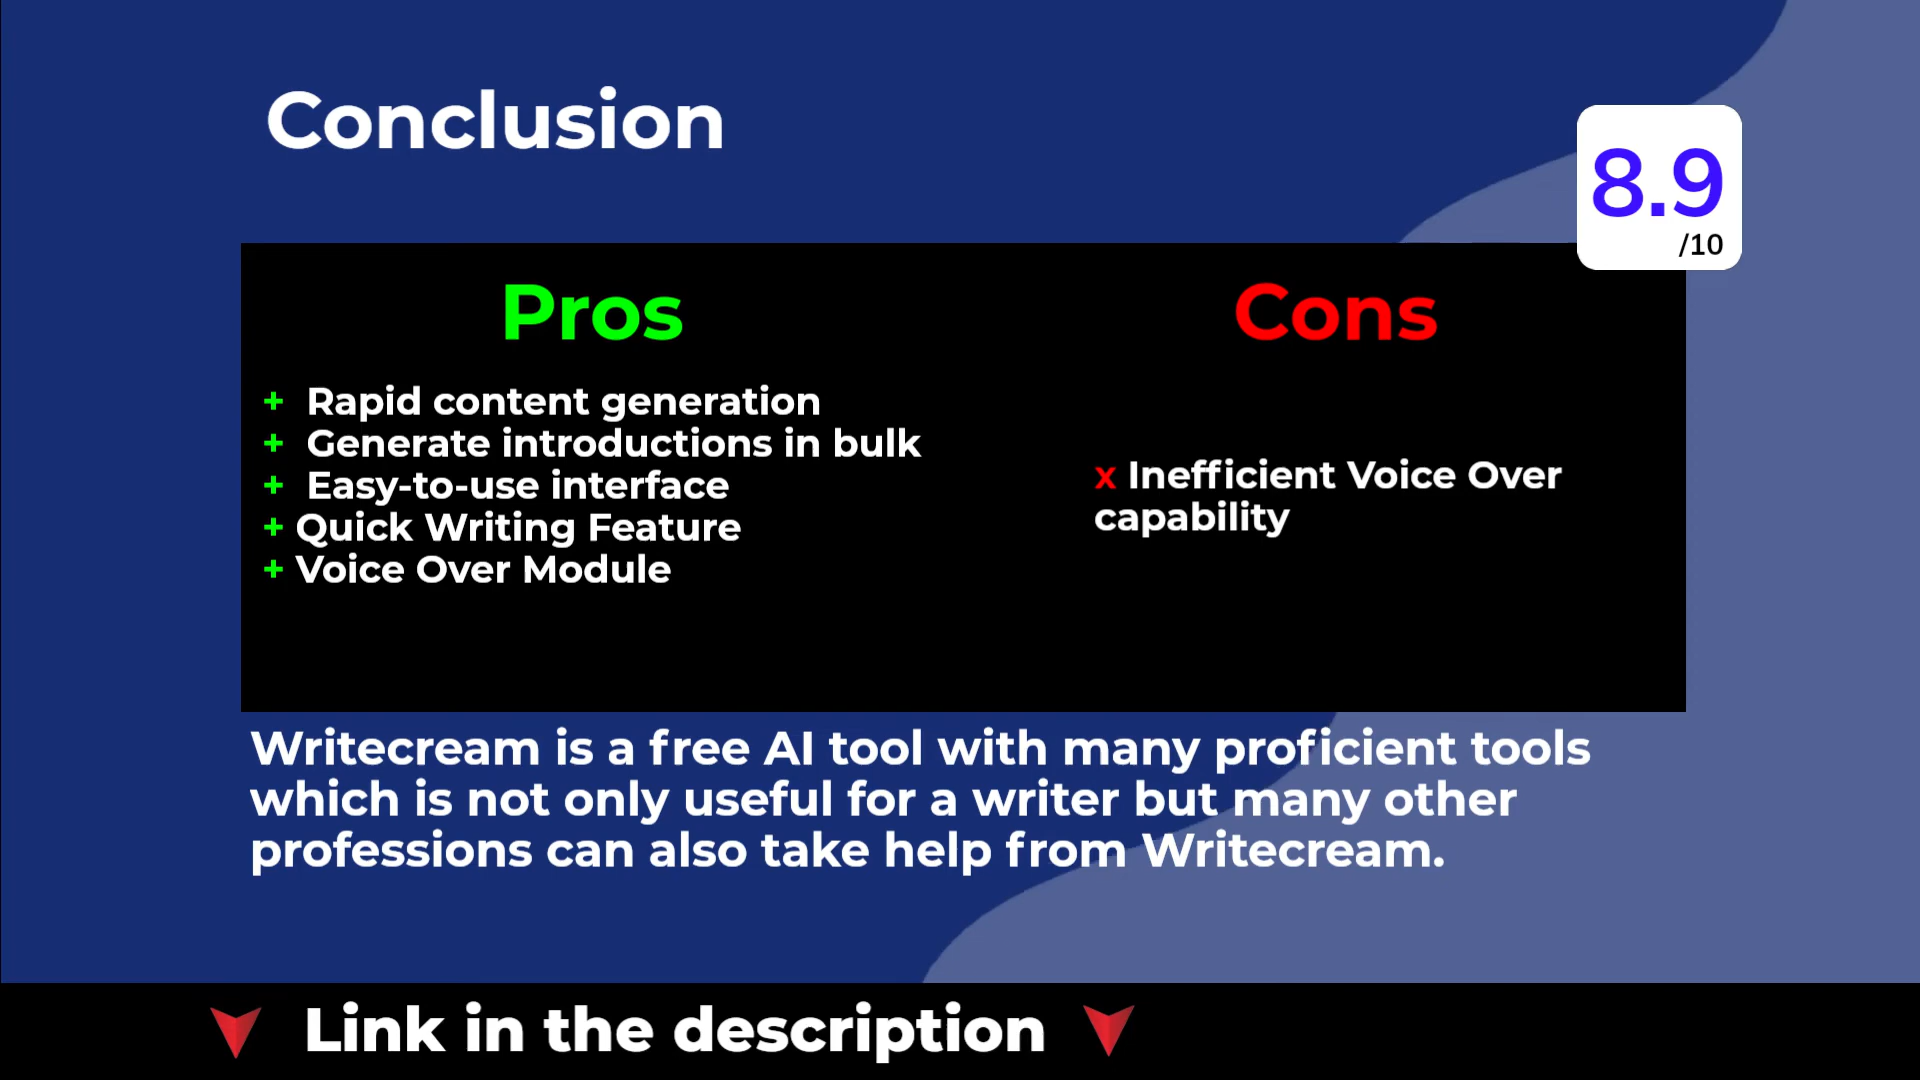 Conclusion
8.9
/10
Pros
+ Rapid content generation
+ Generate introductions in bulk
+ Easy-to-use interface
+ Quick Writing Feature
+ Voice Over Module
Cons
x Inefficient Voice Over
capability
Writecream is a free AI tool with many proficient tools
which is not only useful for a writer but many other
professions can also take help from Writecream.
Link in the description